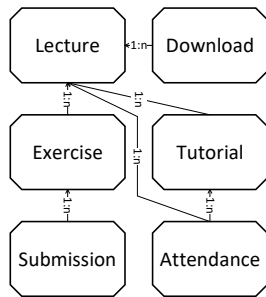 Lecture
1:n
Download
1:n
1:n
Exercise
1:n
Tutorial
1:n
1:n
Submission
Attendance